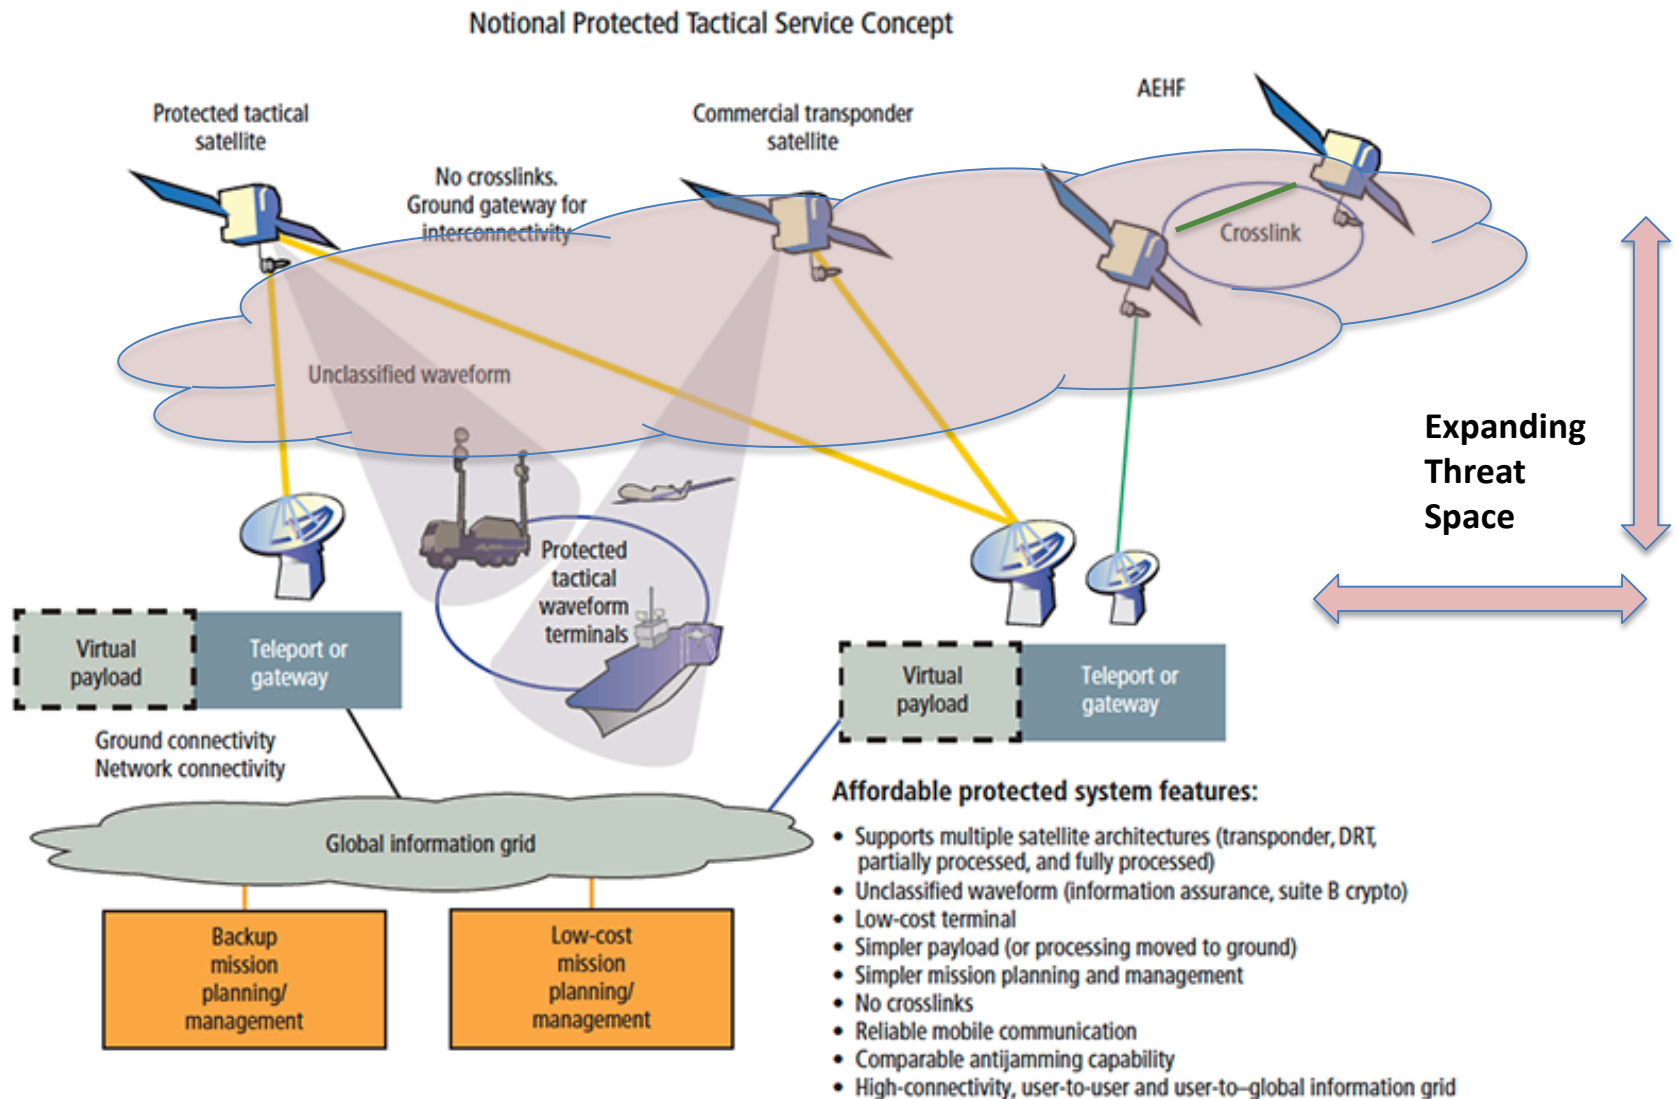 Notional Protected Tactical Service Concept
AEHF
Protected tactical
satellite
Commercial transponder
satellite
No crosslinks.
Ground gateway for
interconnectivity
Crosslink
Unclassified waveform
Expanding
Threat
Space
Protected
tactical
waveform
terminals
Virtual
payload
Teleport or
gateway
Virtual
payload
Teleport or
gateway
Ground connectivity
Network connectivity
Global information grid
Backup
mission
planning/
management
Low-cost
mission
planning/
management
Affordable protected system features:
• Supports multiple satellite architectures (transponder, DRT,
partially processed, and fully processed)
• Unclassified waveform (information assurance, suite B crypto)
• Low-cost terminal
• Simpler payload (or processing moved to ground)
• Simpler mission planning and management
• No crosslinks
• Reliable mobile communication
• Comparable antijamming capability
• High-connectivity, user-to-user and user-to–global information grid